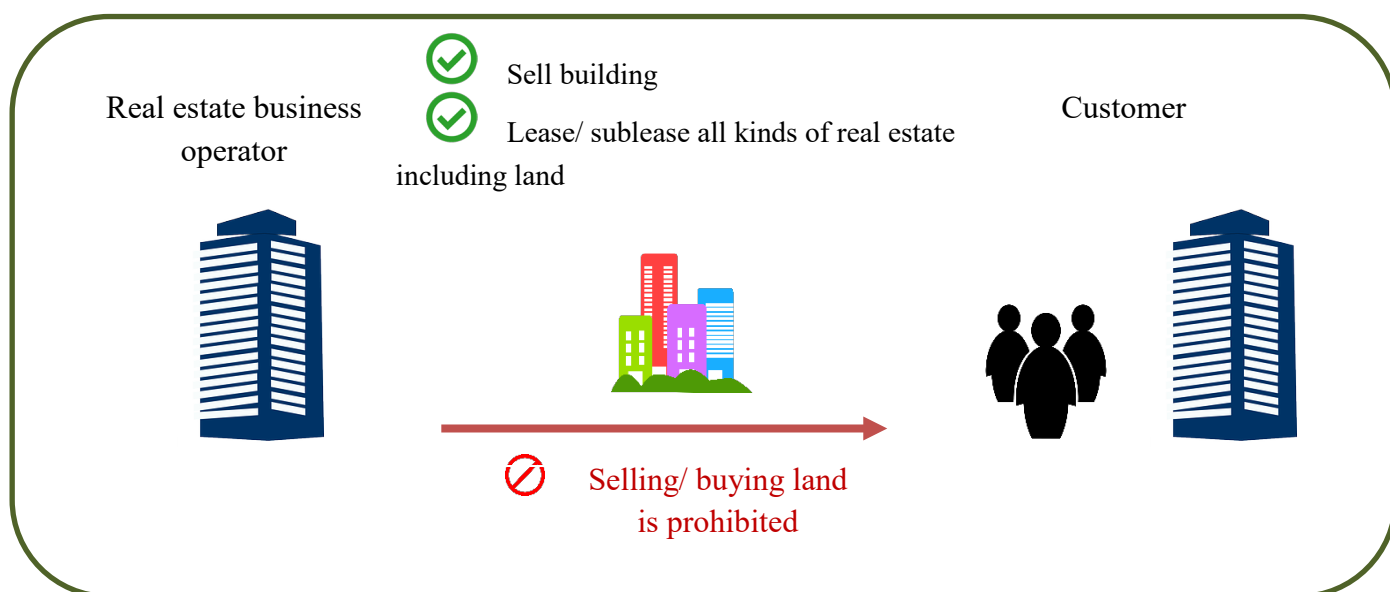 Real estate business
operator
Sell building
Lease/ sublease all kinds of real estate
including land
Customer
Selling/ buying land
is prohibited